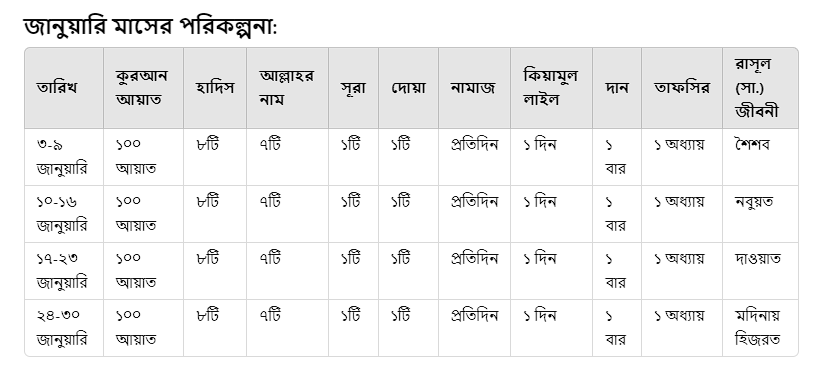 জানুয়ারি মাসের পরিকল্পনা:
তারিখ কুরআন আয়াত হাদিস আল্লাহর নাম সূরা দোয়া নামাজ কিয়ামুল লাইল দান তাফসির রাসূল (সা.) জীবনী
৩-৯ জানুয়ারি ১০০ আয়াত ৮টি ৭টি ১টি ১টি প্রতিদিন ১ দিন ১ বার ১ অধ্যায় শৈশব
১০-১৬ জানুয়ারি ১০০ আয়াত ৮টি ৭টি ১টি ১টি প্রতিদিন ১ দিন ১ বার ১ অধ্যায় নবুয়ত
১৭-২৩ জানুয়ারি ১০০ আয়াত ৮টি ৭টি ১টি ১টি প্রতিদিন ১ দিন ১ বার ১ অধ্যায় দাওয়াত
২৪-৩০ জানুয়ারি ১০০ আয়াত ৮টি ৭টি ১টি ১টি প্রতিদিন ১ দিন ১ বার ১ অধ্যায় মদিনায় হিজরত